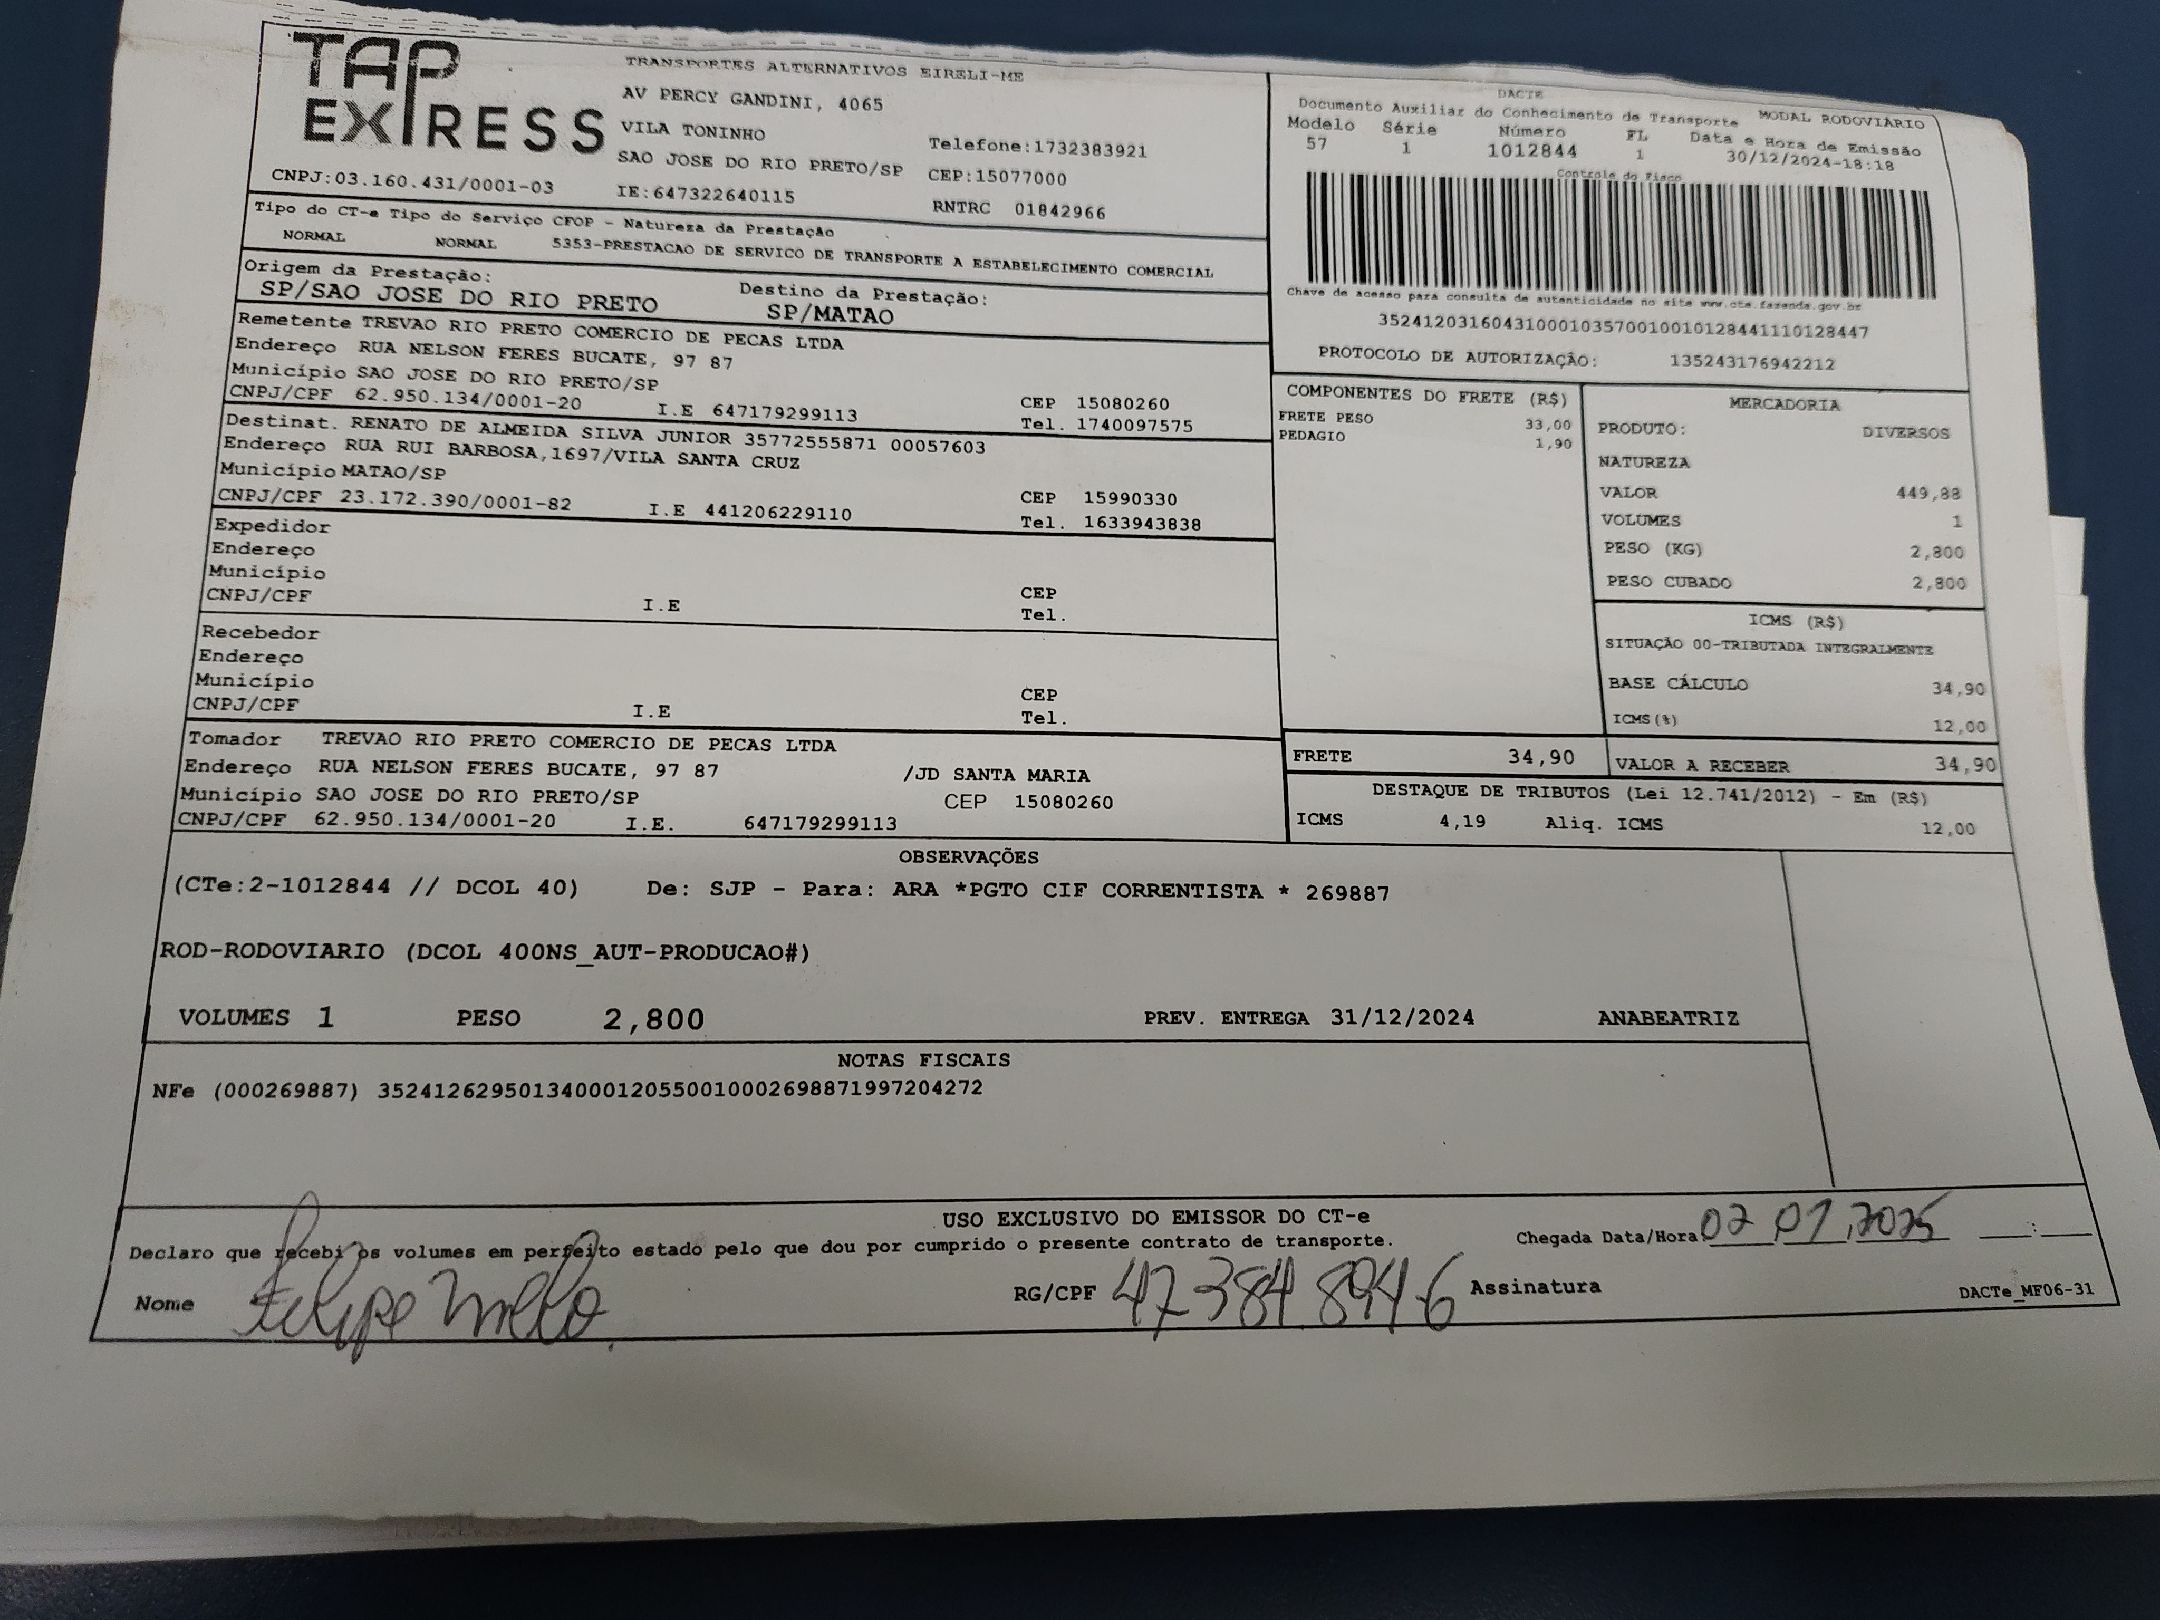 TAP
EXPRESS
TRANSPORTES ALTERNATIVOS EIRELI-ME
AV PERCY GANDINI, 4065
VILA TONINHO
Telefone:1732383921
SAO JOSE DO RIO PRETO/SP CEP:15077000
CNPJ:03.160.431/0001-03 IE:647322640115 RNTRC 01842966
Tipo do CT-e Tipo do Serviço CFOP - Natureza da Prestação
NORMAL NORMAL 5353-PRESTACAO DE SERVICO DE TRANSPORTE A ESTABELECIMENTO COMERCIAL
Origem da Prestação: Destino da Prestação:
SP/SAO JOSE DO RIO PRETO SP/MATAO
DACTE
Documento Auxiliar do Conhecimento de Transporte MODAL RODOVIARIO
Modelo Série Número FL Data e Hora de Emissão
57 1 1012844 1 30/12/2024-18:18
Controle do Fisco
Chave de acesso para consulta de autenticidade no site www.cte.fazenda.gov.br
35241203160431000103570010010128441110128447
PROTOCOLO DE AUTORIZAÇÃO: 135243176942212
Remetente TREVAO RIO PRETO COMERCIO DE PECAS LTDA
Endereço RUA NELSON FERES BUCATE, 97 87
Município SAO JOSE DO RIO PRETO/SP
CEP 15080260
CNPJ/CPF 62.950.134/0001-20 I.E 647179299113 Tel. 1740097575
Destinat. RENATO DE ALMEIDA SILVA JUNIOR 35772555871 00057603
Endereço RUA RUI BARBOSA,1697/VILA SANTA CRUZ
Município MATAO/SP
CEP 15990330
CNPJ/CPF 23.172.390/0001-82 I.E 441206229110 Tel. 1633943838
Expedidor
Endereço
Município
CEP
CNPJ/CPF I.E Tel.
Recebedor
Endereço
Município
CEP
CNPJ/CPF I.E Tel.
Tomador TREVAO RIO PRETO COMERCIO DE PECAS LTDA
Endereço RUA NELSON FERES BUCATE, 97 87 /JD SANTA MARIA
Município SAO JOSE DO RIO PRETO/SP CEP 15080260
CNPJ/CPF 62.950.134/0001-20 I.E. 647179299113
COMPONENTES DO FRETE (R$)
FRETE PESO 33,00
PEDAGIO 1,90
MERCADORIA
PRODUTO: DIVERSOS
NATUREZA
VALOR 449,88
VOLUMES 1
PESO (KG) 2,800
PESO CUBADO 2,800
ICMS (R$)
SITUAÇÃO 00-TRIBUTADA INTEGRALMENTE
BASE CÁLCULO 34,90
ICMS(%) 12,00
FRETE 34,90 VALOR A RECEBER 34,90
DESTAQUE DE TRIBUTOS (Lei 12.741/2012) - Em (R$)
ICMS 4,19 Aliq. ICMS 12,00
OBSERVAÇÕES
(CTe:2-1012844 // DCOL 40) De: SJP - Para: ARA *PGTO CIF CORRENTISTA * 269887
ROD-RODOVIARIO (DCOL 400NS_AUT-PRODUCAO#)
VOLUMES 1 PESO 2,800 PREV. ENTREGA 31/12/2024 ANABEATRIZ
NOTAS FISCAIS
NFe (000269887) 35241262950134000120550010002698871997204272
USO EXCLUSIVO DO EMISSOR DO CT-e
Declaro que recebi os volumes em perfeito estado pelo que dou por cumprido o presente contrato de transporte. Chegada Data/Hora 02 01 2025 __:__
Nome Felipe Mello RG/CPF 47384894-6 Assinatura DACTe_MF06-31